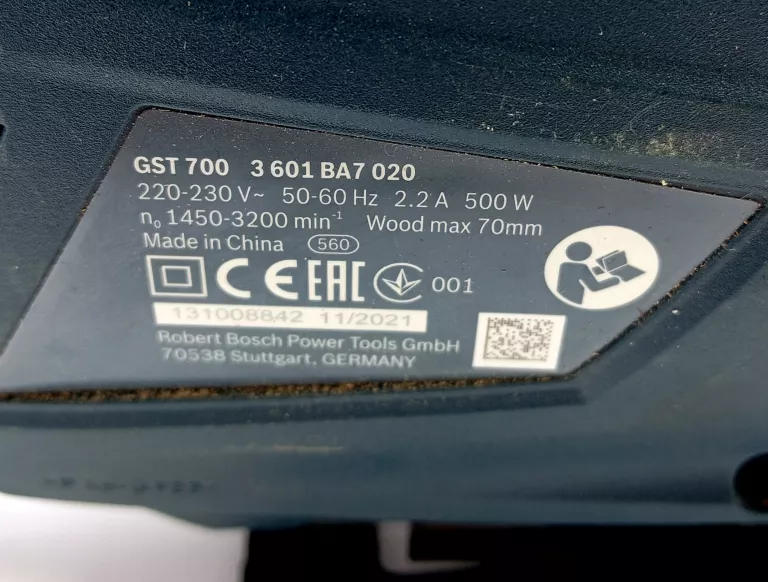 GST 700 3 601 BA7 020
220-230 V~ 50-60 Hz 2.2 A 500 W
n₀ 1450-3200 min⁻¹ Wood max 70mm
Made in China 560
CE EAC 001
131008842 11/2021
Robert Bosch Power Tools GmbH
70538 Stuttgart, GERMANY